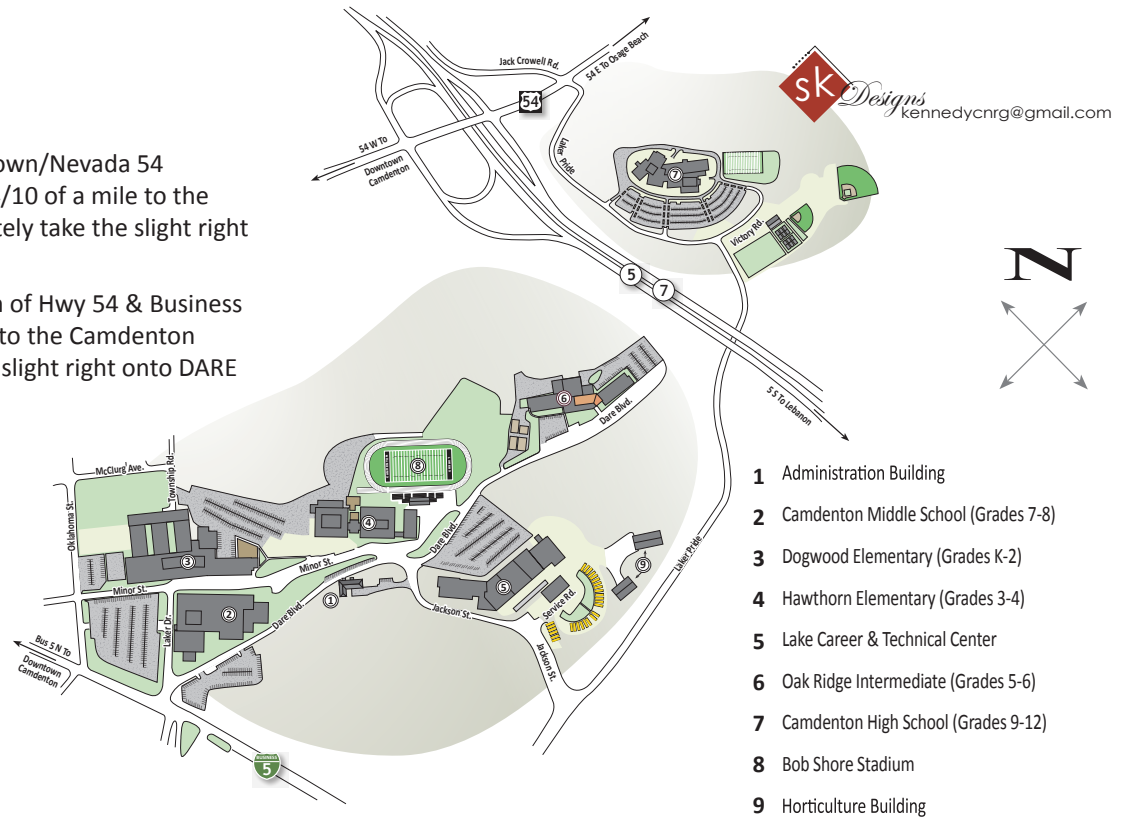 Jack Crowell Rd.
54 E To Osage Beach
54
sk Designs
kennedycnrg@gmail.com
54 W To
Downtown
Camdenton
Laker
Pride
own/Nevada 54
/10 of a mile to the
tely take the slight right
7
Victory Rd.
N
of Hwy 54 & Business
to the Camdenton
slight right onto DARE
5
7
5 S To Lebanon
6
Dare Blvd.
McClurg Ave.
Township Rd.
Oklahoma St.
8
4
Dare Blvd.
3
Minor St.
Minor St.
1
2
Laker Dr.
Dare Blvd.
5
Jackson St.
Service Rd.
9
Laker Pride
Jackson St.
Bus 5 N To
Downtown
Camdenton
BUSINESS
5
1 Administration Building
2 Camdenton Middle School (Grades 7-8)
3 Dogwood Elementary (Grades K-2)
4 Hawthorn Elementary (Grades 3-4)
5 Lake Career & Technical Center
6 Oak Ridge Intermediate (Grades 5-6)
7 Camdenton High School (Grades 9-12)
8 Bob Shore Stadium
9 Horticulture Building